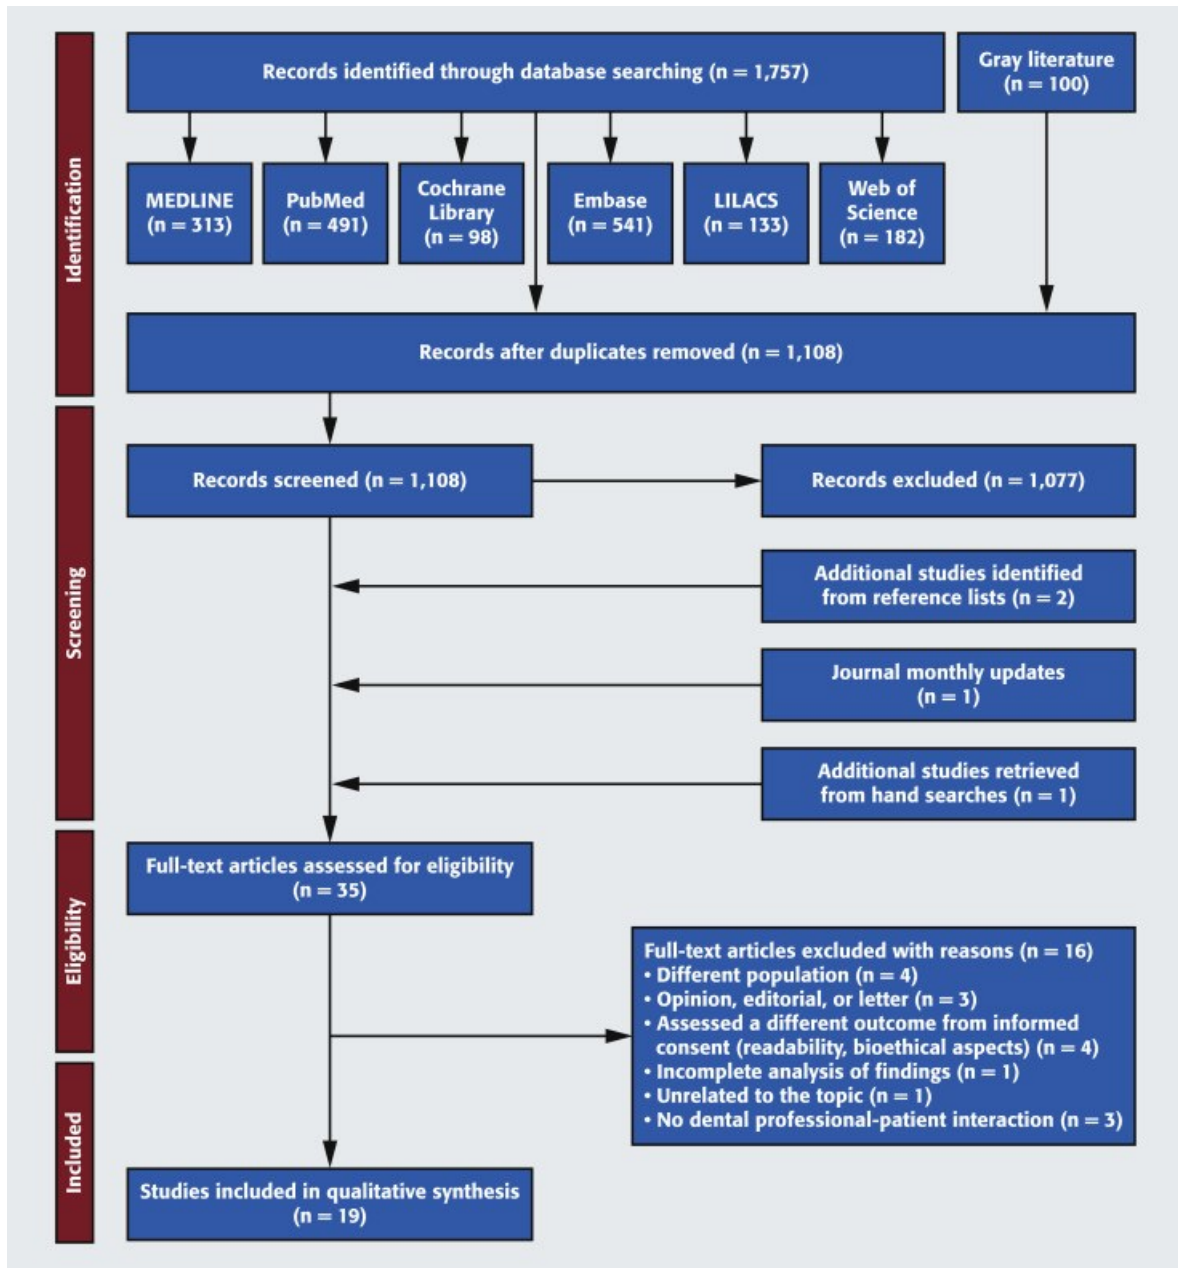 Identification
Records identified through database searching (n = 1,757)
Gray literature
(n = 100)
MEDLINE
(n = 313)
PubMed
(n = 491)
Cochrane
Library
(n = 98)
Embase
(n = 541)
LILACS
(n = 133)
Web of
Science
(n = 182)
Records after duplicates removed (n = 1,108)
Screening
Records screened (n = 1,108)
Records excluded (n = 1,077)
Additional studies identified
from reference lists (n = 2)
Journal monthly updates
(n = 1)
Additional studies retrieved
from hand searches (n = 1)
Eligibility
Full-text articles assessed for eligibility
(n = 35)
Full-text articles excluded with reasons (n = 16)
• Different population (n = 4)
• Opinion, editorial, or letter (n = 3)
• Assessed a different outcome from informed
consent (readability, bioethical aspects) (n = 4)
• Incomplete analysis of findings (n = 1)
• Unrelated to the topic (n = 1)
• No dental professional-patient interaction (n = 3)
Included
Studies included in qualitative synthesis
(n = 19)